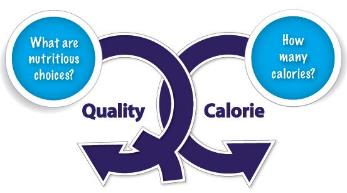 What are
nutritious
choices?
How
many
calories?
Quality
Calorie